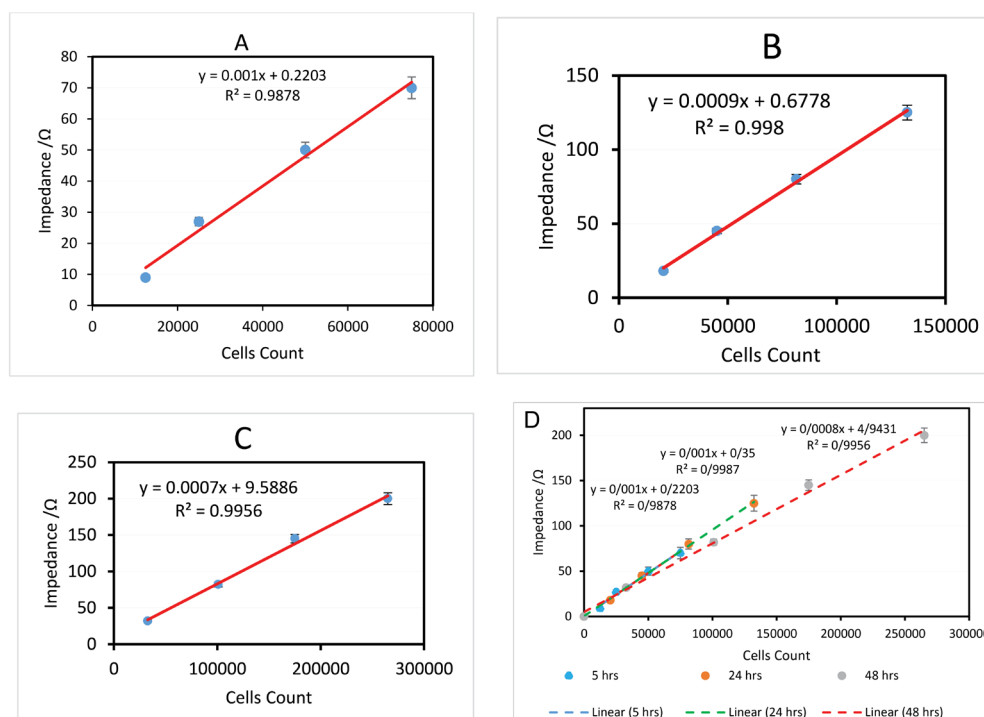 A
y = 0.001x + 0.2203
R² = 0.9878
80
70
60
50
40
30
20
10
0
Impedance /Ω
0 20000 40000 60000 80000
Cells Count
B
y = 0.0009x + 0.6778
R² = 0.998
150
100
50
0
Impedance /Ω
0 50000 100000 150000
Cells Count
C
y = 0.0007x + 9.5886
R² = 0.9956
250
200
150
100
50
0
Impedance /Ω
0 100000 200000 300000
Cells Count
D
y = 0/0008x + 4/9431
R² = 0/9956
y = 0/001x + 0/35
R² = 0/9987
y = 0/001x + 0/2203
R² = 0/9878
200
150
100
50
0
Impedance /Ω
0 50000 100000 150000 200000 250000 300000
Cells Count
5 hrs 24 hrs 48 hrs
Linear (5 hrs) Linear (24 hrs) Linear (48 hrs)